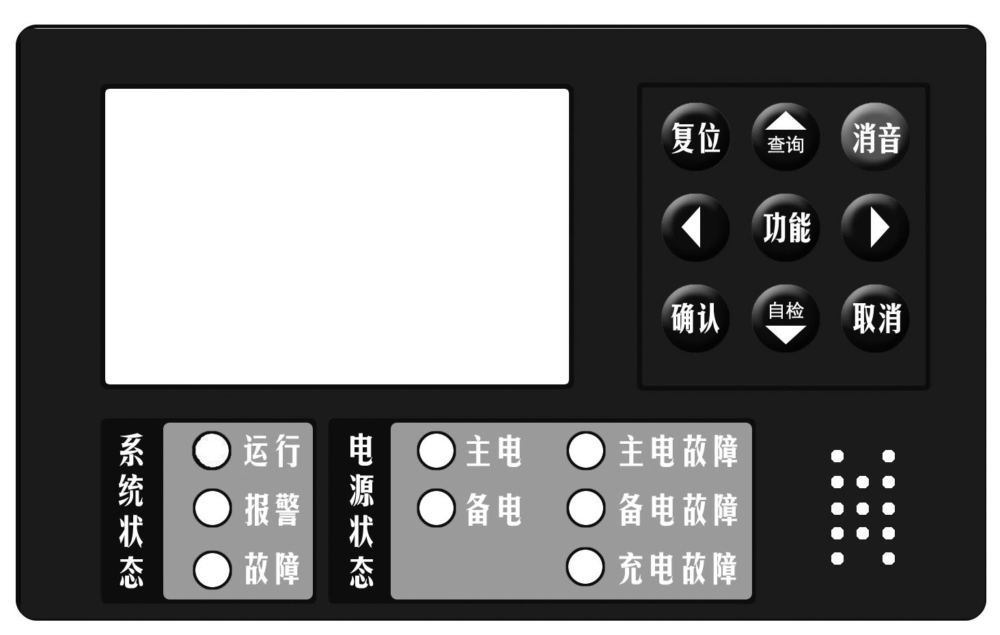 复位
查询
消音
功能
确认
自检
取消
系统状态
运行
报警
故障
电源状态
主电
主电故障
备电
备电故障
充电故障